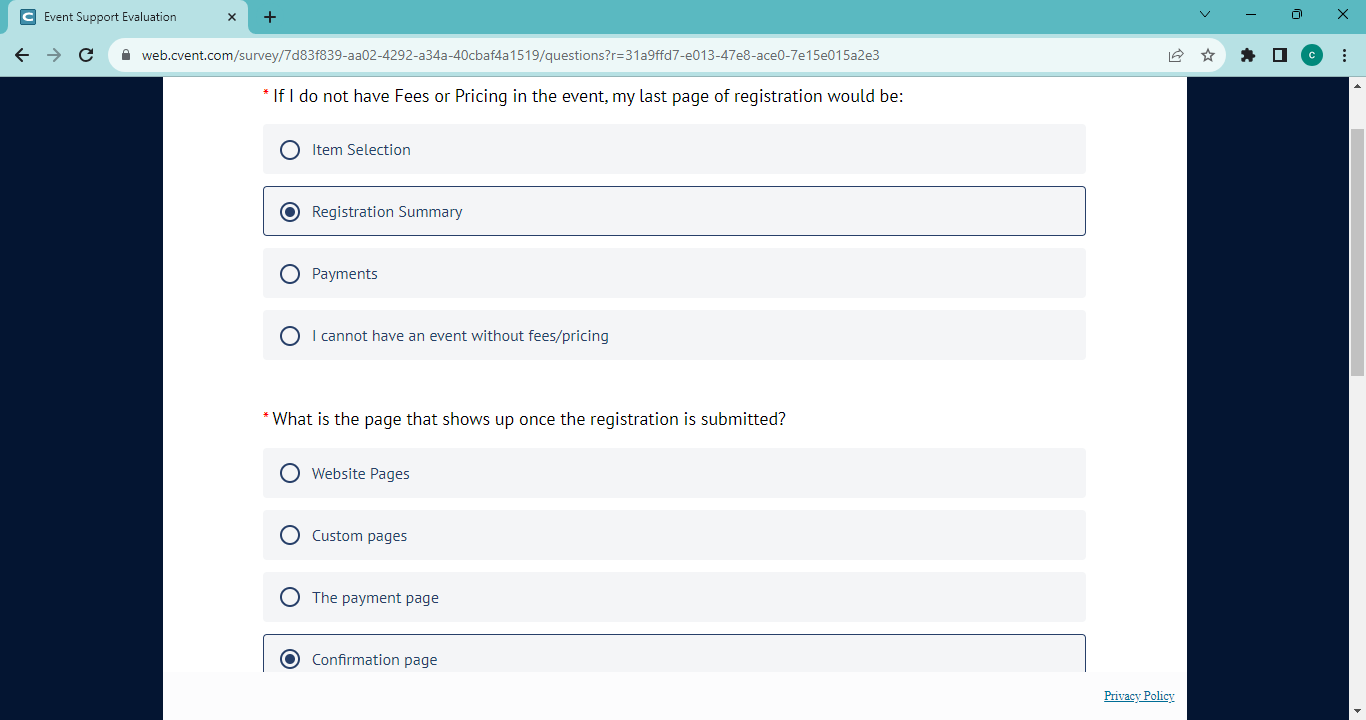 Event Support Evaluation
web.cvent.com/survey/7d83f839-aa02-4292-a34a-40cbaf4a1519/questions?r=31a9ffd7-e013-47e8-ace0-7e15e015a2e3
C
* If I do not have Fees or Pricing in the event, my last page of registration would be:
Item Selection
Registration Summary
Payments
I cannot have an event without fees/pricing
* What is the page that shows up once the registration is submitted?
Website Pages
Custom pages
The payment page
Confirmation page
Privacy Policy